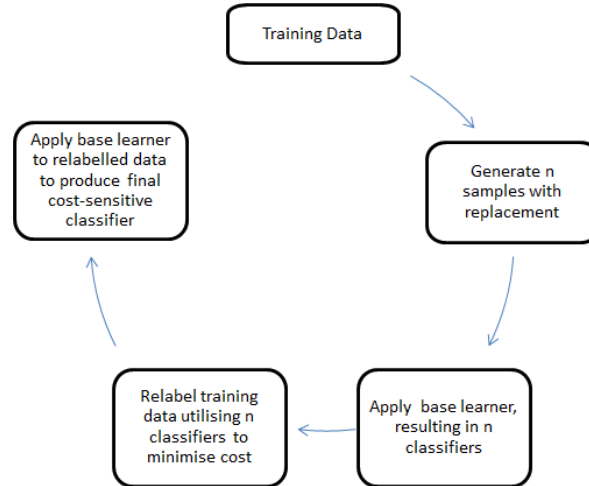 Training Data
Generate n
samples with
replacement
Apply base learner,
resulting in n
classifiers
Relabel training
data utilising n
classifiers to
minimise cost
Apply base learner
to relabelled data
to produce final
cost-sensitive
classifier